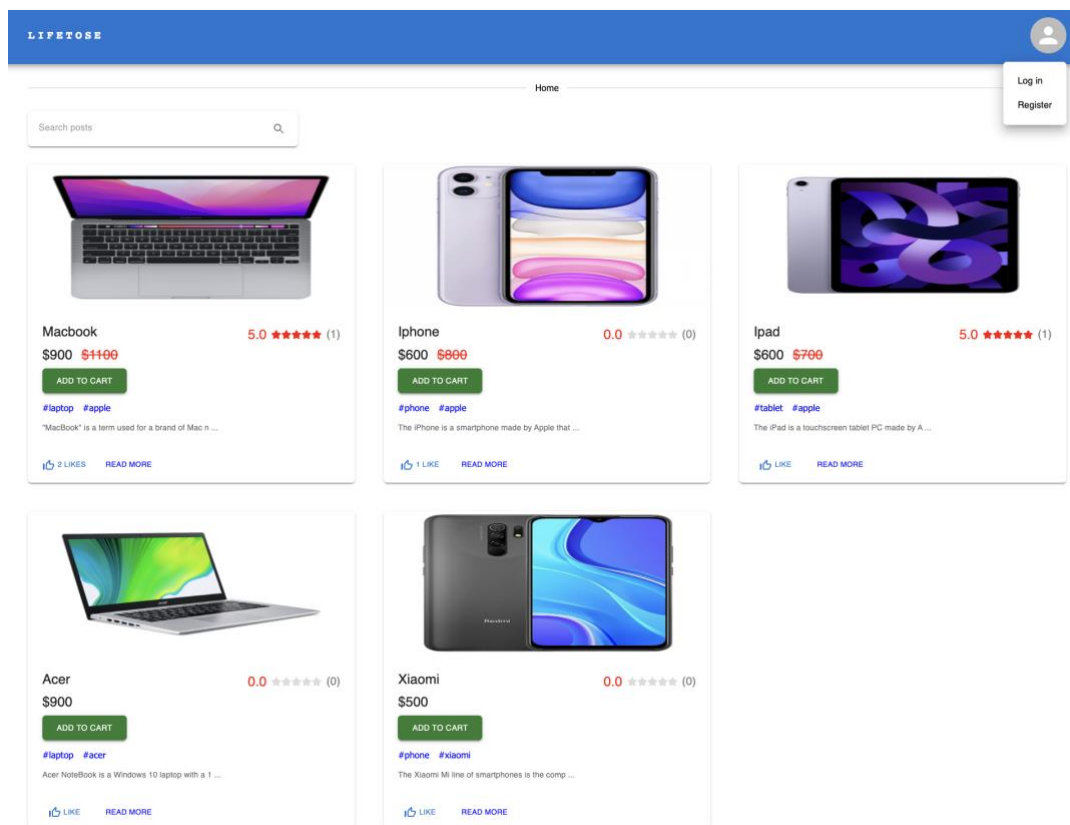 LIFETOSE
Log in
Register
Home
Search posts
Macbook
5.0 (1)
$900 $1100
ADD TO CART
#laptop #apple
"MacBook" is a term used for a brand of Mac n ...
2 LIKES READ MORE
Iphone
0.0 (0)
$600 $800
ADD TO CART
#phone #apple
The iPhone is a smartphone made by Apple that ...
1 LIKE READ MORE
Ipad
5.0 (1)
$600 $700
ADD TO CART
#tablet #apple
The iPad is a touchscreen tablet PC made by A ...
LIKE READ MORE
Acer
0.0 (0)
$900
ADD TO CART
#laptop #acer
Acer NoteBook is a Windows 10 laptop with a 1 ...
LIKE READ MORE
Redmi
Xiaomi
0.0 (0)
$500
ADD TO CART
#phone #xiaomi
The Xiaomi Mi line of smartphones is the comp ...
LIKE READ MORE